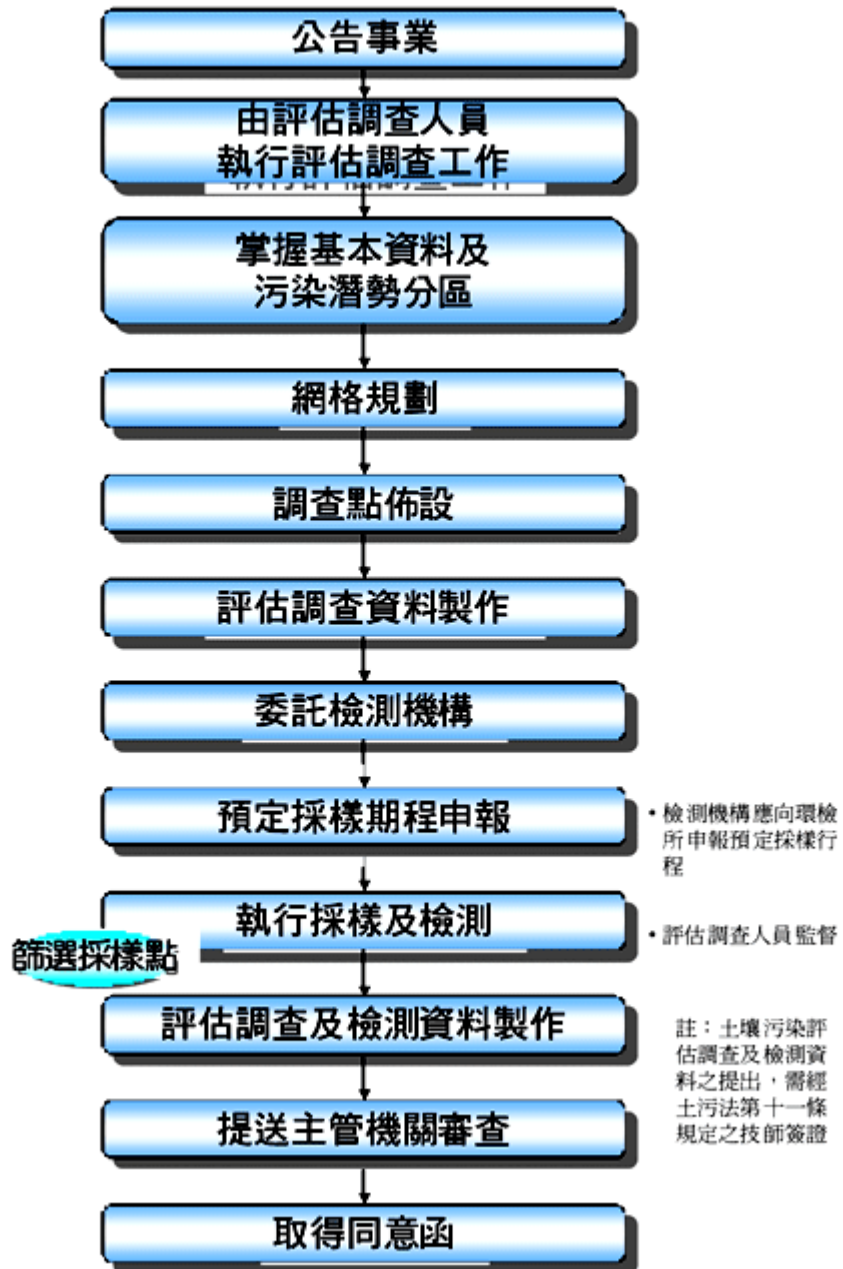 公告事業
由評估調查人員
執行評估調查工作
掌握基本資料及
污染潛勢分區
網格規劃
調查點佈設
評估調查資料製作
委託檢測機構
預定採樣期程申報
•檢測機構應向環檢
所申報預定採樣行
程
執行採樣及檢測
•評估調查人員監督
篩選採樣點
評估調查及檢測資料製作
註：土壤污染評
估調查及檢測資
料之提出，需經
土污法第十一條
規定之技師簽證
提送主管機關審查
取得同意函